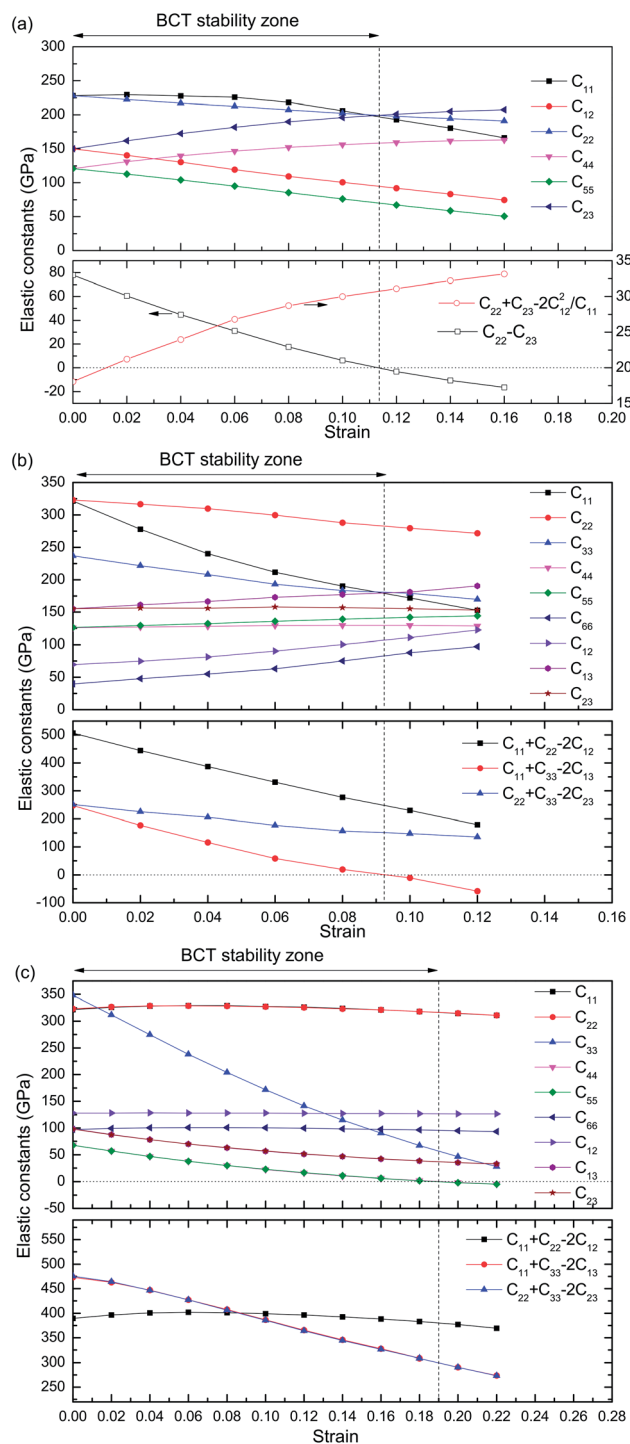 (a)
BCT stability zone
300
250
200
150
100
50
0
C11
C12
C22
C44
C55
C23
Elastic constants (GPa)
80
60
40
20
0
-20
35
30
25
20
15
C22+C23-2C²12/C11
C22-C23
0.00 0.02 0.04 0.06 0.08 0.10 0.12 0.14 0.16 0.18 0.20
Strain
(b)
BCT stability zone
350
300
250
200
150
100
50
0
C11
C22
C33
C44
C55
C66
C12
C13
C23
Elastic constants (GPa)
500
400
300
200
100
0
-100
C11+C22-2C12
C11+C33-2C13
C22+C33-2C23
0.00 0.02 0.04 0.06 0.08 0.10 0.12 0.14 0.16
Strain
(c)
BCT stability zone
350
300
250
200
150
100
50
0
C11
C22
C33
C44
C55
C66
C12
C13
C23
Elastic constants (GPa)
550
500
450
400
350
300
250
C11+C22-2C12
C11+C33-2C13
C22+C33-2C23
0.00 0.02 0.04 0.06 0.08 0.10 0.12 0.14 0.16 0.18 0.20 0.22 0.24 0.26 0.28
Strain